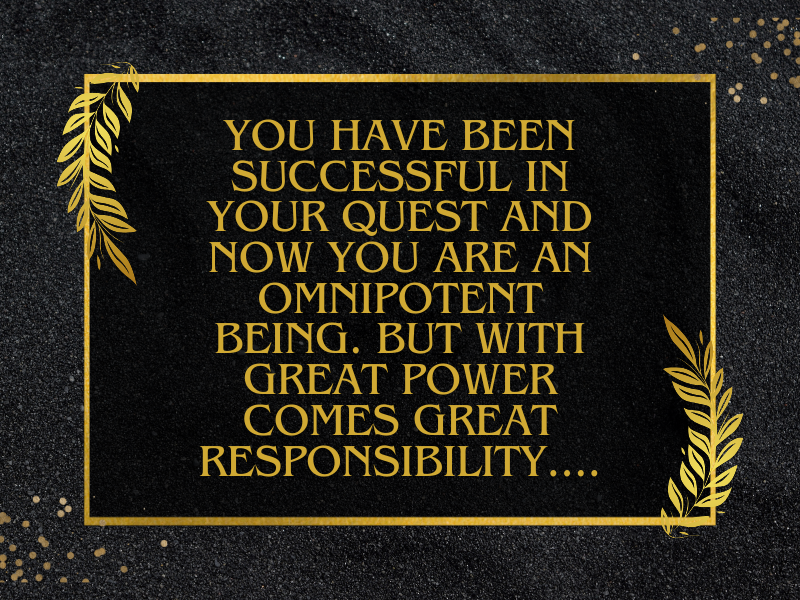 YOU HAVE BEEN
SUCCESSFUL IN
YOUR QUEST AND
NOW YOU ARE AN
OMNIPOTENT
BEING. BUT WITH
GREAT POWER
COMES GREAT
RESPONSIBILITY....